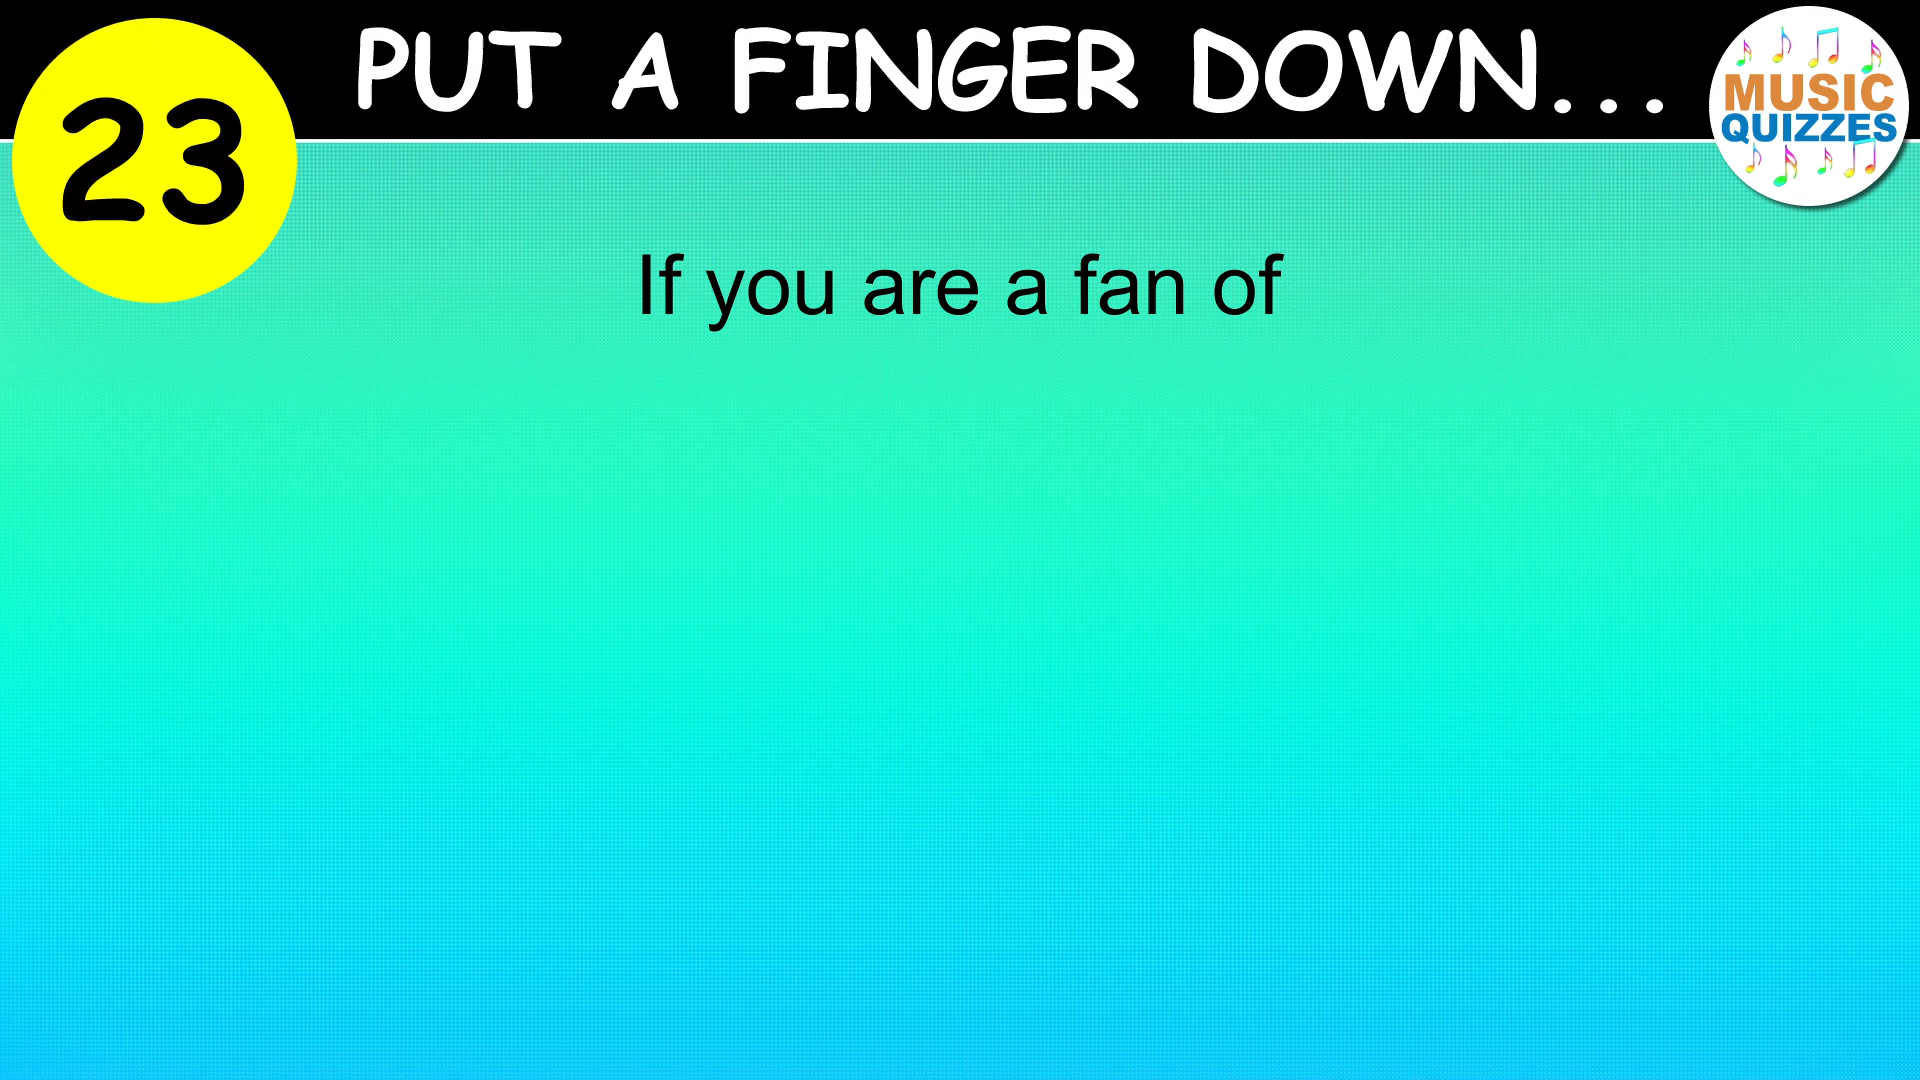 PUT A FINGER DOWN...
23
MUSIC
QUIZZES
If you are a fan of